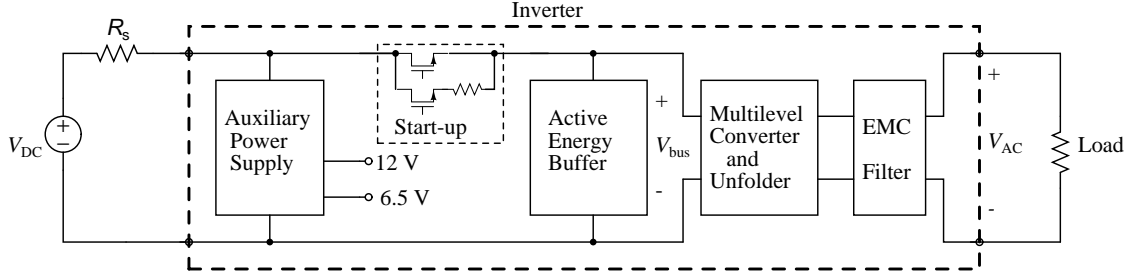 Inverter
Rs
VDC
Auxiliary
Power
Supply
12 V
6.5 V
Start-up
Active
Energy
Buffer
+
Vbus
-
Multilevel
Converter
and
Unfolder
EMC
Filter
+
VAC
-
Load